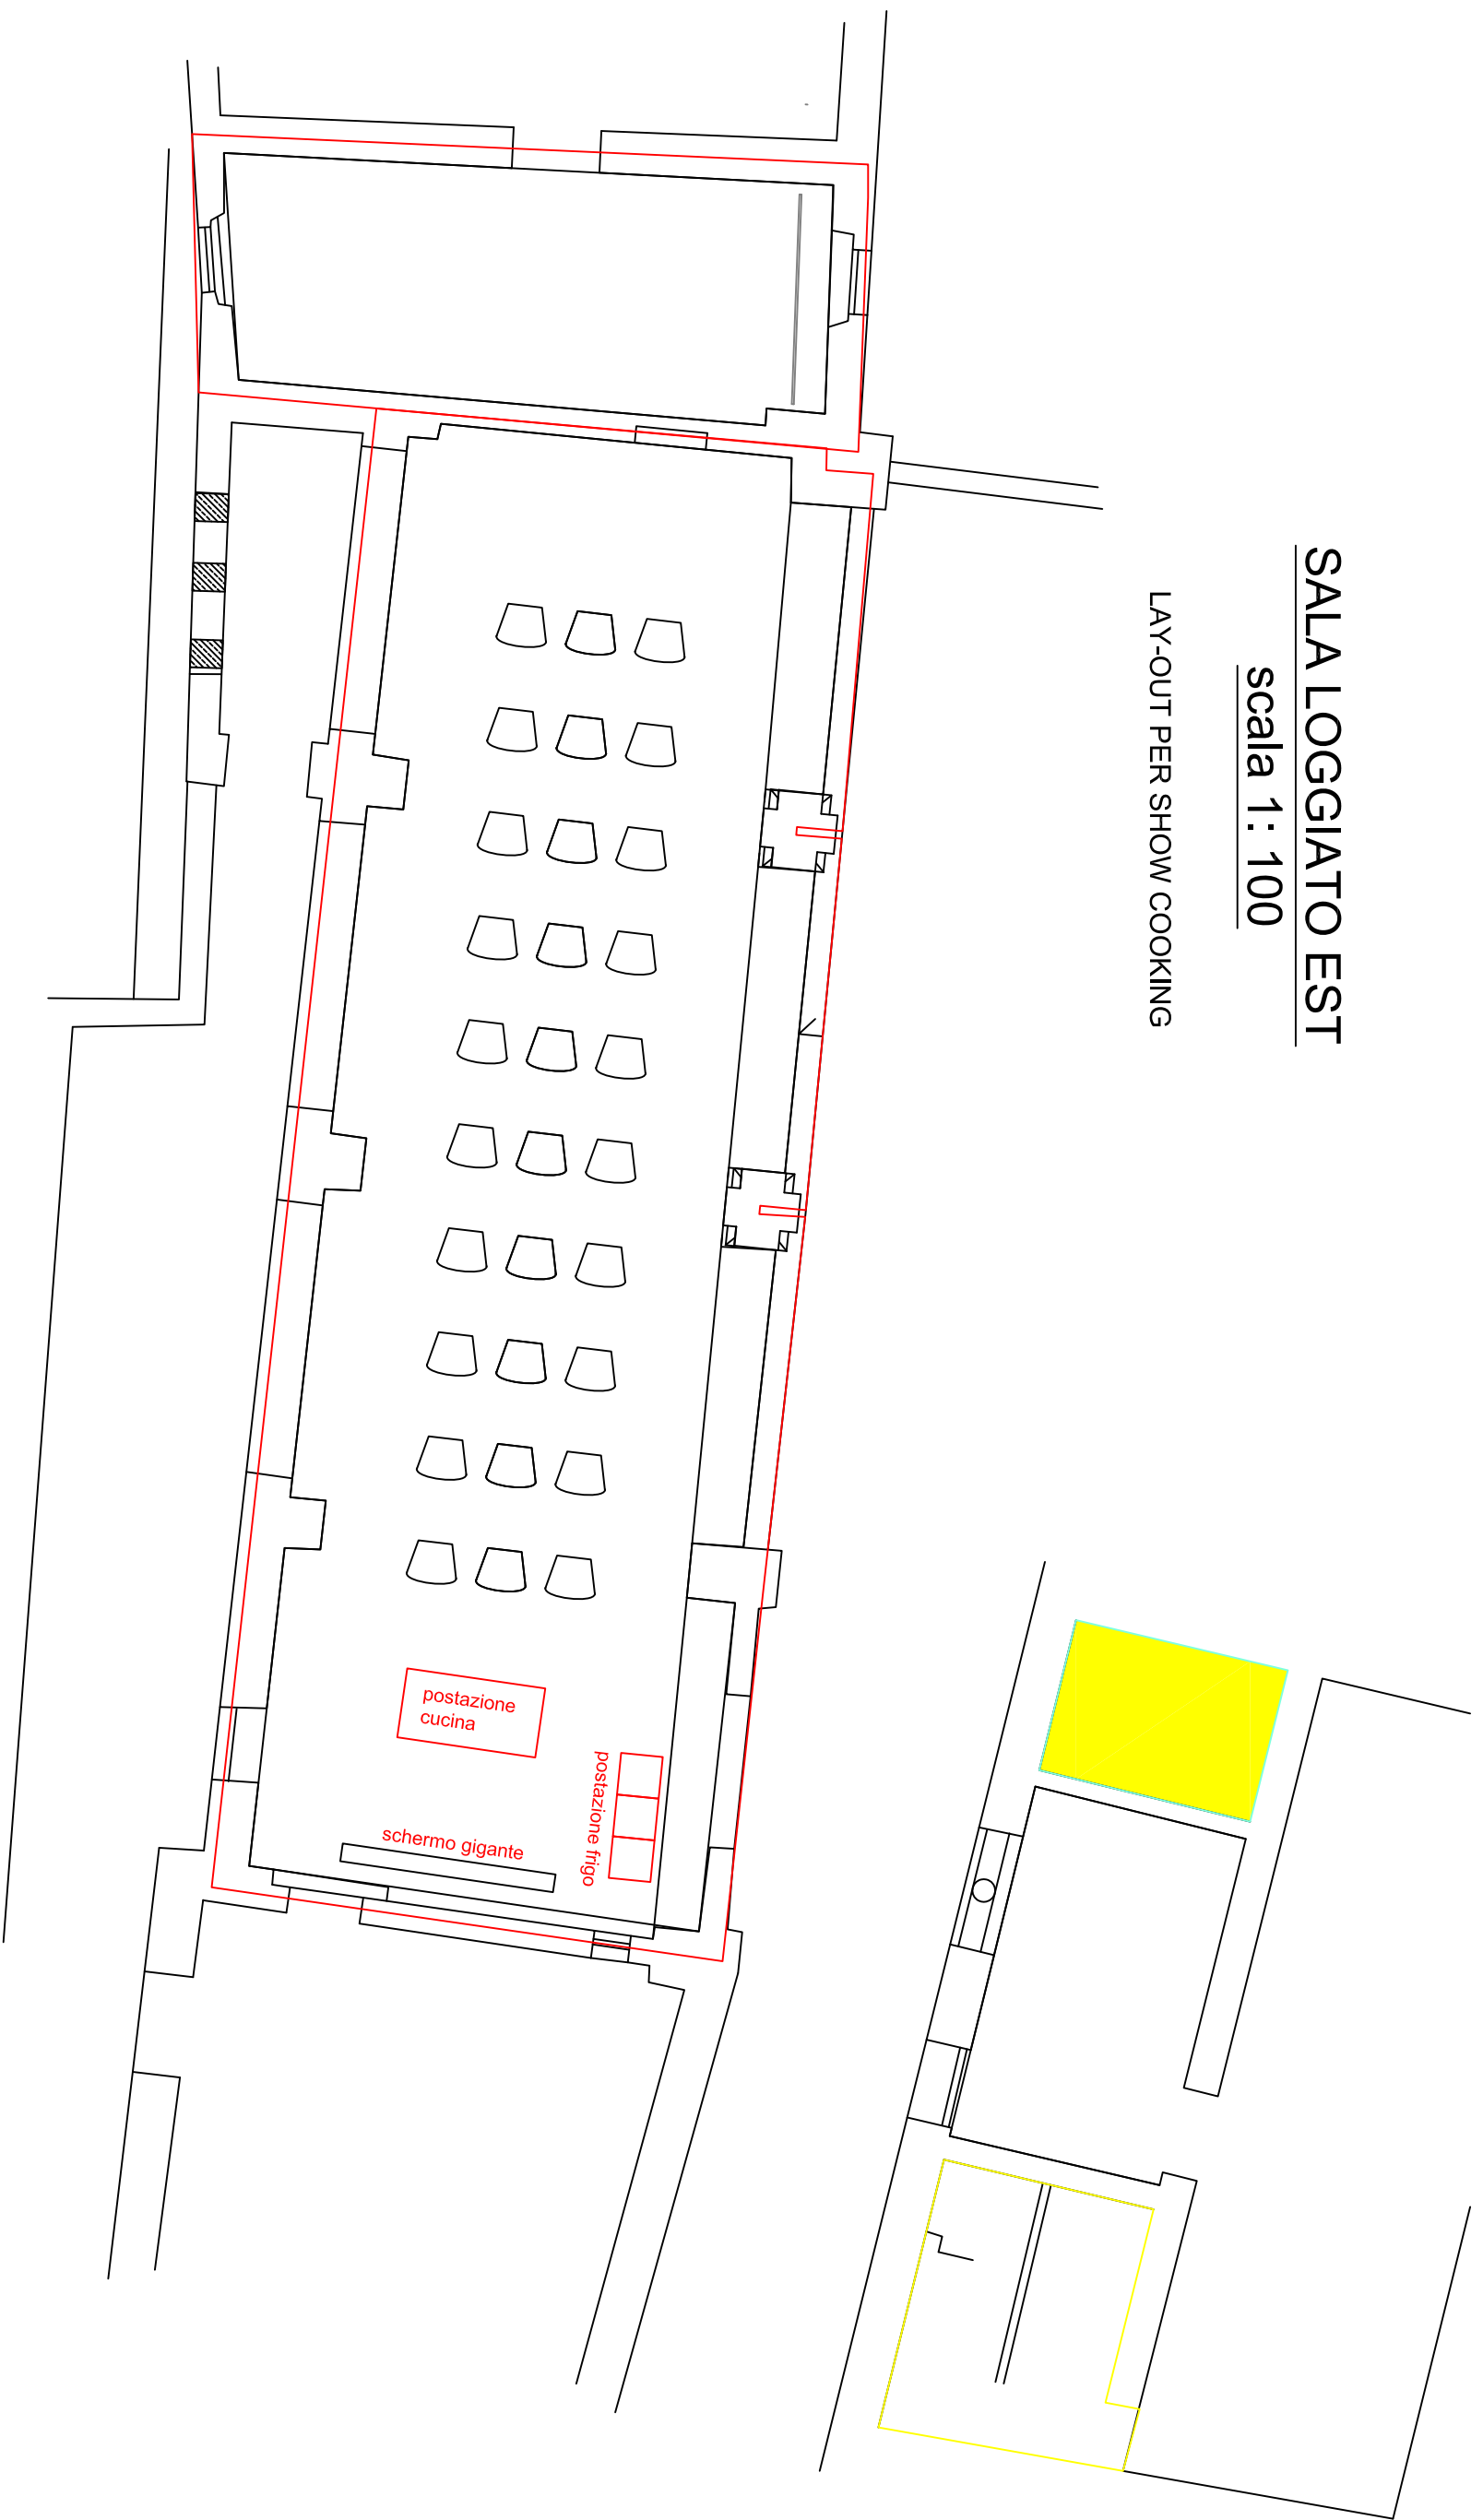 SALA LOGGIATO EST
scala 1: 100
LAY-OUT PER SHOW COOKING
postazione
cucina
postazione frigo
schermo gigante